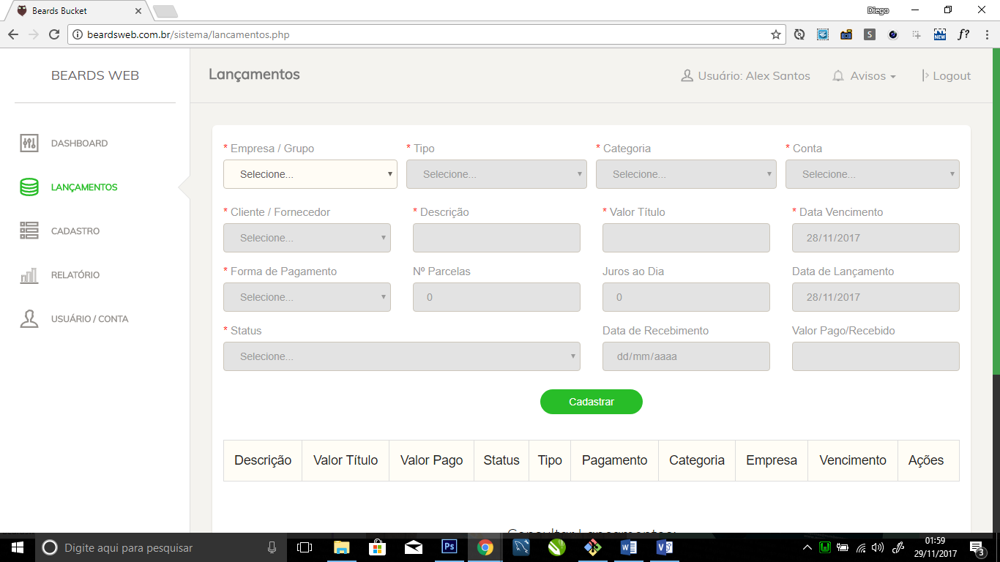 Beards Bucket
Diego
beardsweb.com.br/sistema/lancamentos.php
S
NEW
f?
BEARDS WEB
Lançamentos
Usuário: Alex Santos
Avisos
Logout
DASHBOARD
LANÇAMENTOS
CADASTRO
RELATÓRIO
USUÁRIO / CONTA
* Empresa / Grupo * Tipo * Categoria * Conta
Selecione... Selecione... Selecione... Selecione...
* Cliente / Fornecedor * Descrição * Valor Título * Data Vencimento
Selecione... 28/11/2017
* Forma de Pagamento Nº Parcelas Juros ao Dia Data de Lançamento
Selecione... 0 0 28/11/2017
* Status Data de Recebimento Valor Pago/Recebido
Selecione... dd/mm/aaaa
Cadastrar
Descrição Valor Título Valor Pago Status Tipo Pagamento Categoria Empresa Vencimento Ações
Consultar Lançamentos:
Digite aqui para pesquisar
Ps
01:59
29/11/2017
3